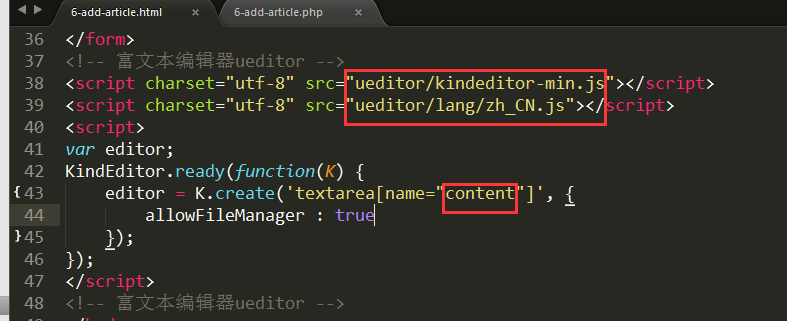 6-add-article.html × 6-add-article.php ×
36 </form>
37 <!-- 富文本编辑器ueditor -->
38 <script charset="utf-8" src="ueditor/kindeditor-min.js"></script>
39 <script charset="utf-8" src="ueditor/lang/zh_CN.js"></script>
40 <script>
41 var editor;
42 KindEditor.ready(function(K) {
43 editor = K.create('textarea[name="content"]', {
44 allowFileManager : true
45 });
46 });
47 </script>
48 <!-- 富文本编辑器ueditor -->